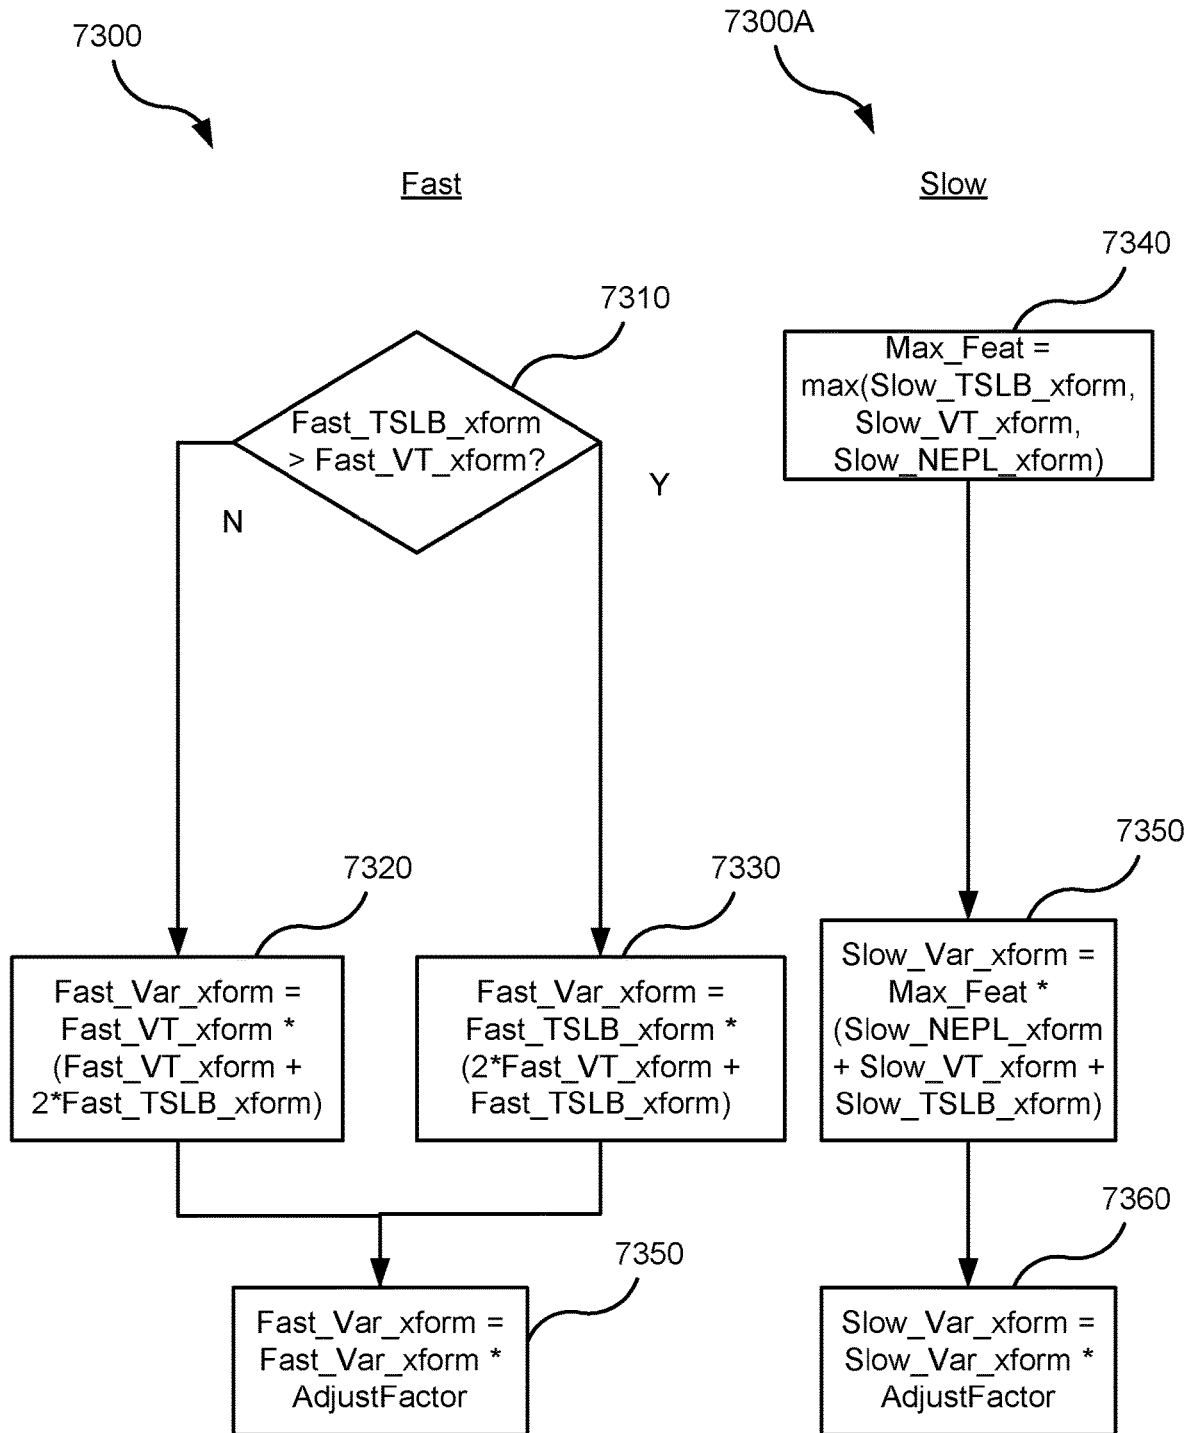 7300
7300A
Fast
Slow
7310
Fast_TSLB_xform
> Fast_VT_xform?
N
Y
7340
Max_Feat =
max(Slow_TSLB_xform,
Slow_VT_xform,
Slow_NEPL_xform)
7320
Fast_Var_xform =
Fast_VT_xform *
(Fast_VT_xform +
2*Fast_TSLB_xform)
7330
Fast_Var_xform =
Fast_TSLB_xform *
(2*Fast_VT_xform +
Fast_TSLB_xform)
7350
Slow_Var_xform =
Max_Feat *
(Slow_NEPL_xform
+ Slow_VT_xform +
Slow_TSLB_xform)
7350
Fast_Var_xform =
Fast_Var_xform *
AdjustFactor
7360
Slow_Var_xform =
Slow_Var_xform *
AdjustFactor